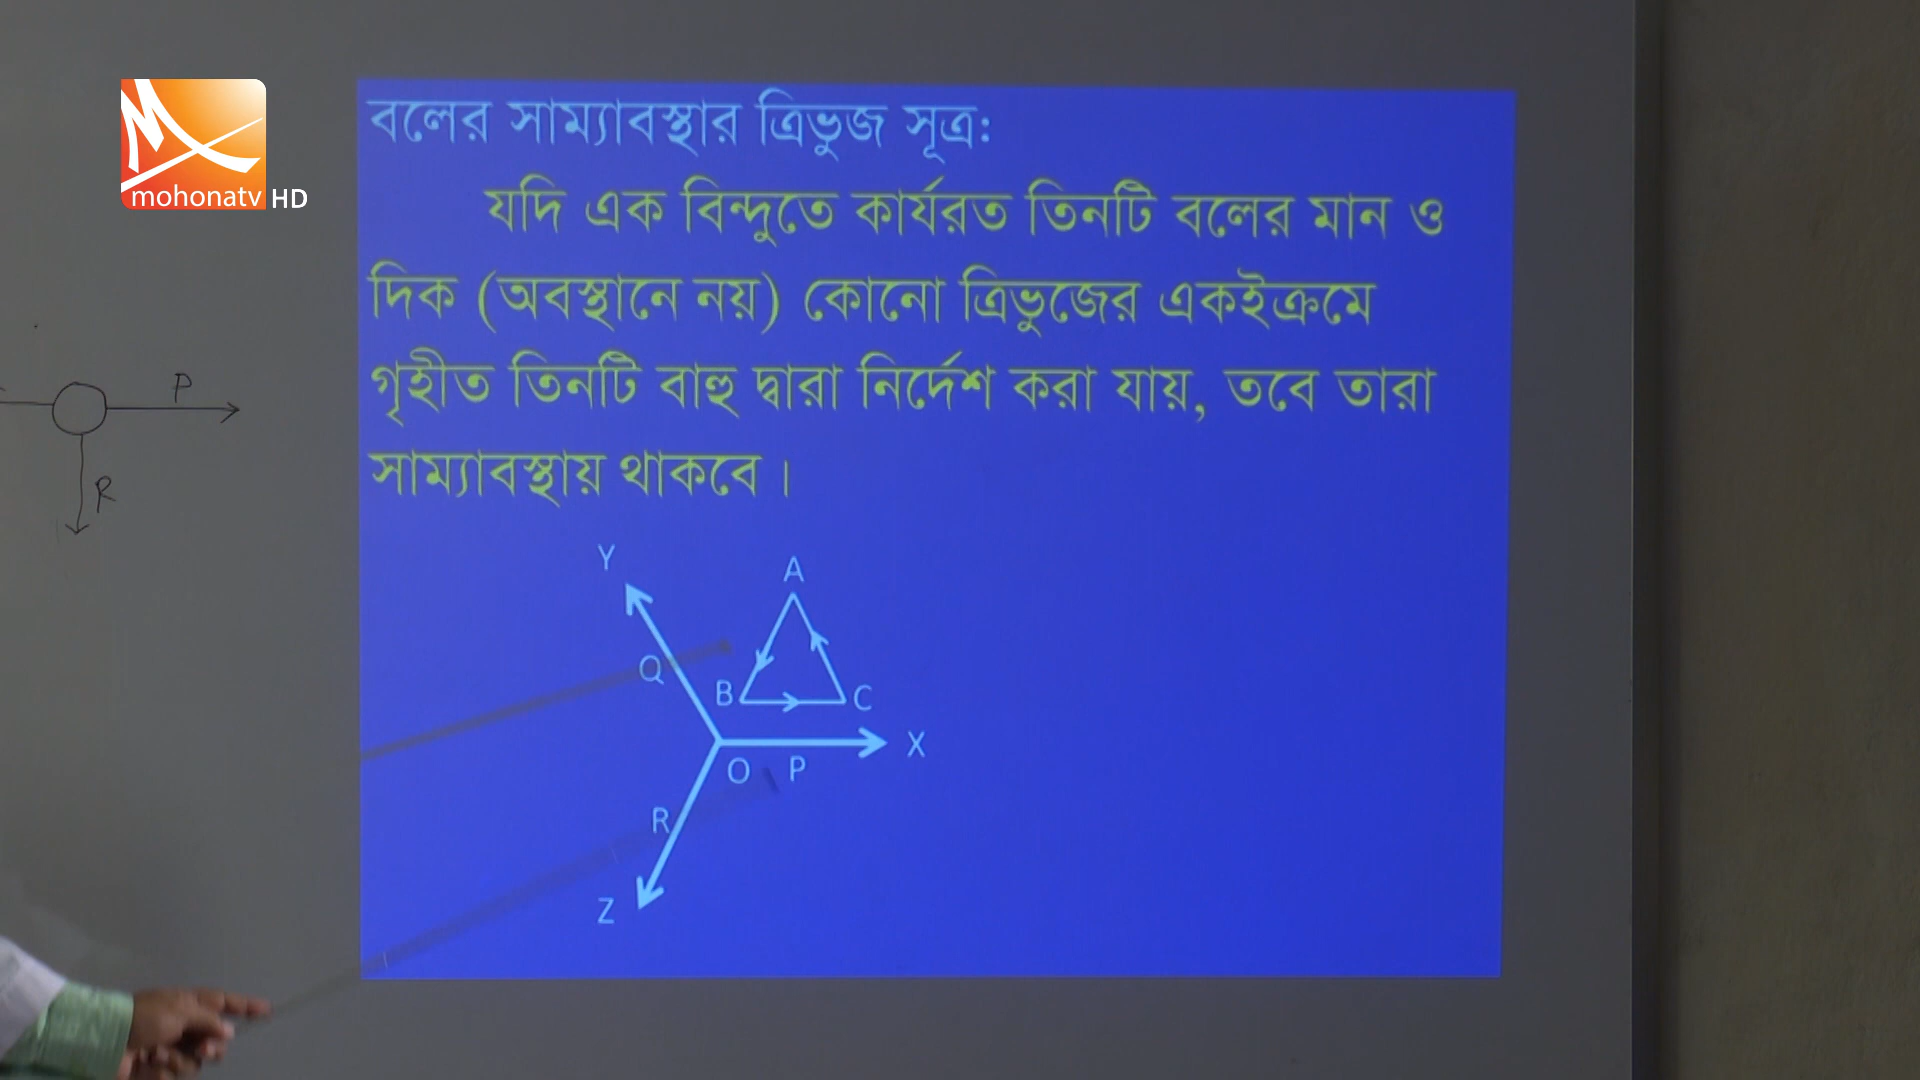 mohonatv HD
বলের সাম্যাবস্থার ত্রিভুজ সূত্র:
যদি এক বিন্দুতে কার্যরত তিনটি বলের মান ও
দিক (অবস্থানে নয়) কোনো ত্রিভুজের একইক্রমে
গৃহীত তিনটি বাহু দ্বারা নির্দেশ করা যায়, তবে তারা
সাম্যাবস্থায় থাকবে।
P
R
Y
A
Q
B
C
X
O P
R
Z